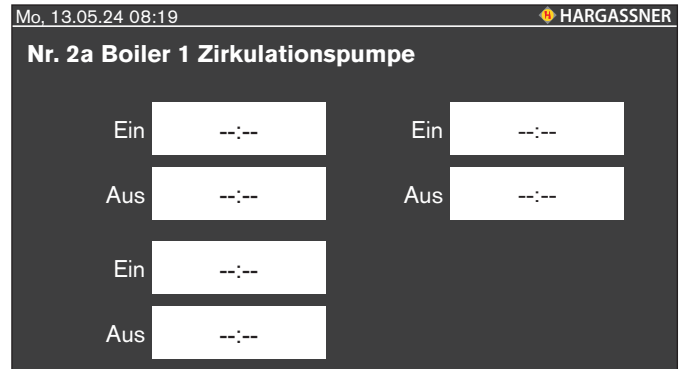 Mo, 13.05.24 08:19 HARGASSNER
Nr. 2a Boiler 1 Zirkulationspumpe
Ein --:-- Ein --:--
Aus --:-- Aus --:--
Ein --:--
Aus --:--